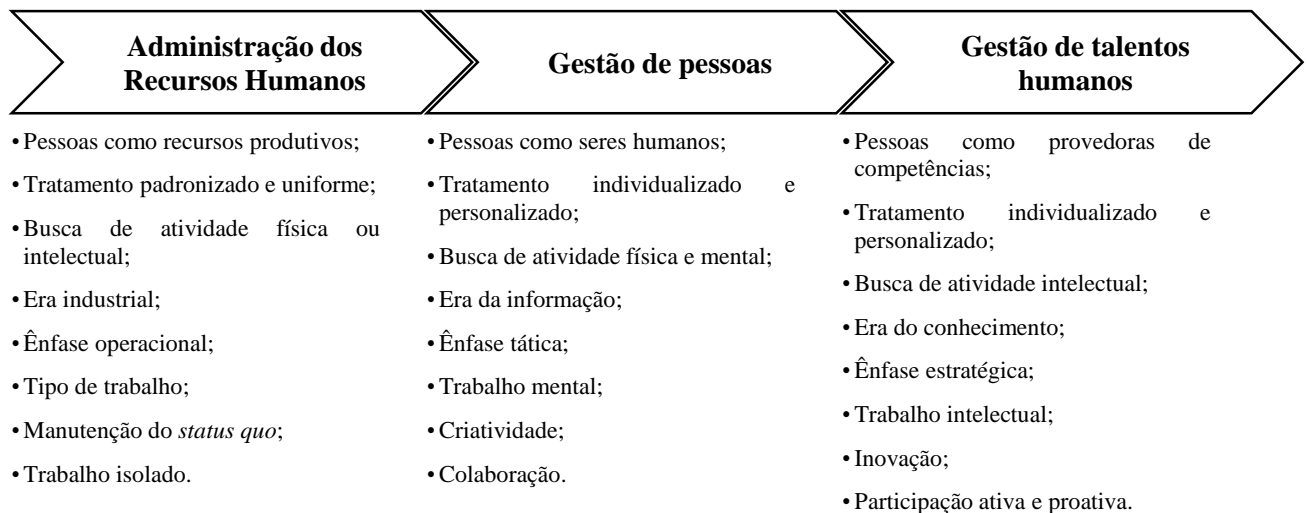 Administração dos
Recursos Humanos
Gestão de pessoas
Gestão de talentos
humanos
• Pessoas como recursos produtivos;
• Tratamento padronizado e uniforme;
• Busca de atividade física ou
intelectual;
• Era industrial;
• Ênfase operacional;
• Tipo de trabalho;
• Manutenção do status quo;
• Trabalho isolado.
• Pessoas como seres humanos;
• Tratamento individualizado e
personalizado;
• Busca de atividade física e mental;
• Era da informação;
• Ênfase tática;
• Trabalho mental;
• Criatividade;
• Colaboração.
• Pessoas como provedoras de
competências;
• Tratamento individualizado e
personalizado;
• Busca de atividade intelectual;
• Era do conhecimento;
• Ênfase estratégica;
• Trabalho intelectual;
• Inovação;
• Participação ativa e proativa.